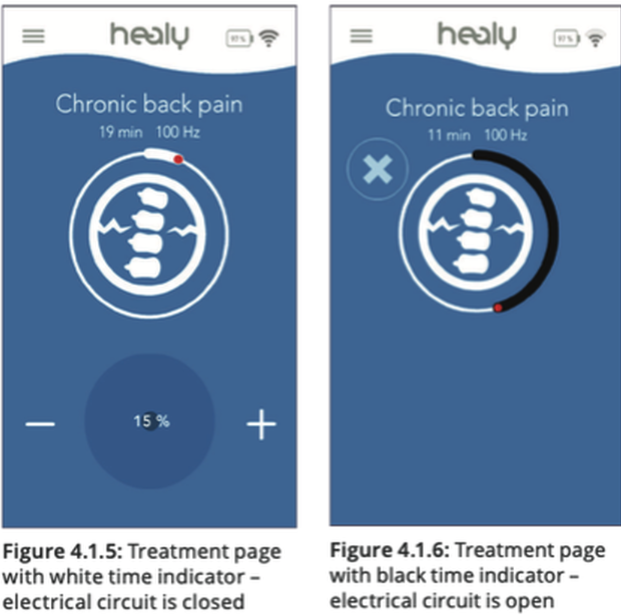 healy
97%
Chronic back pain
19 min 100 Hz
15 %
Figure 4.1.5: Treatment page
with white time indicator –
electrical circuit is closed
healy
97%
Chronic back pain
11 min 100 Hz
Figure 4.1.6: Treatment page
with black time indicator –
electrical circuit is open